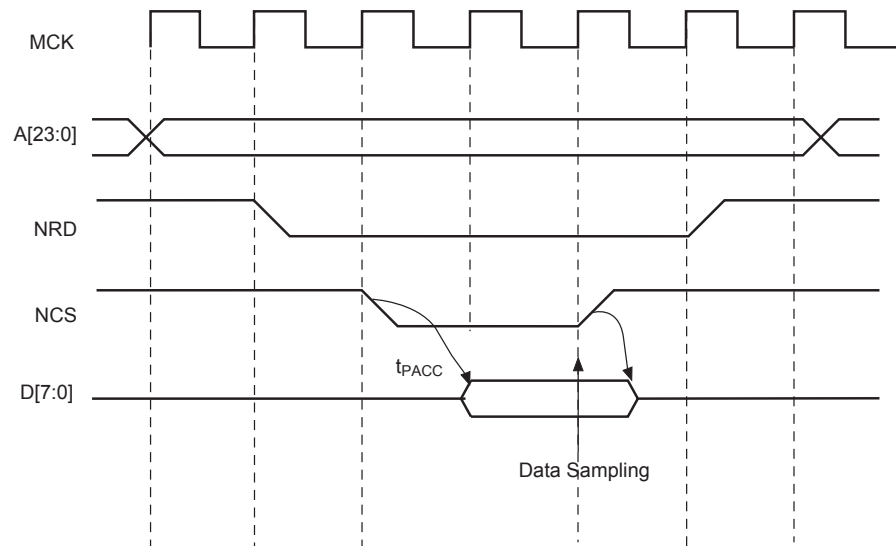 MCK
A[23:0]
NRD
NCS
tPACC
D[7:0]
Data Sampling